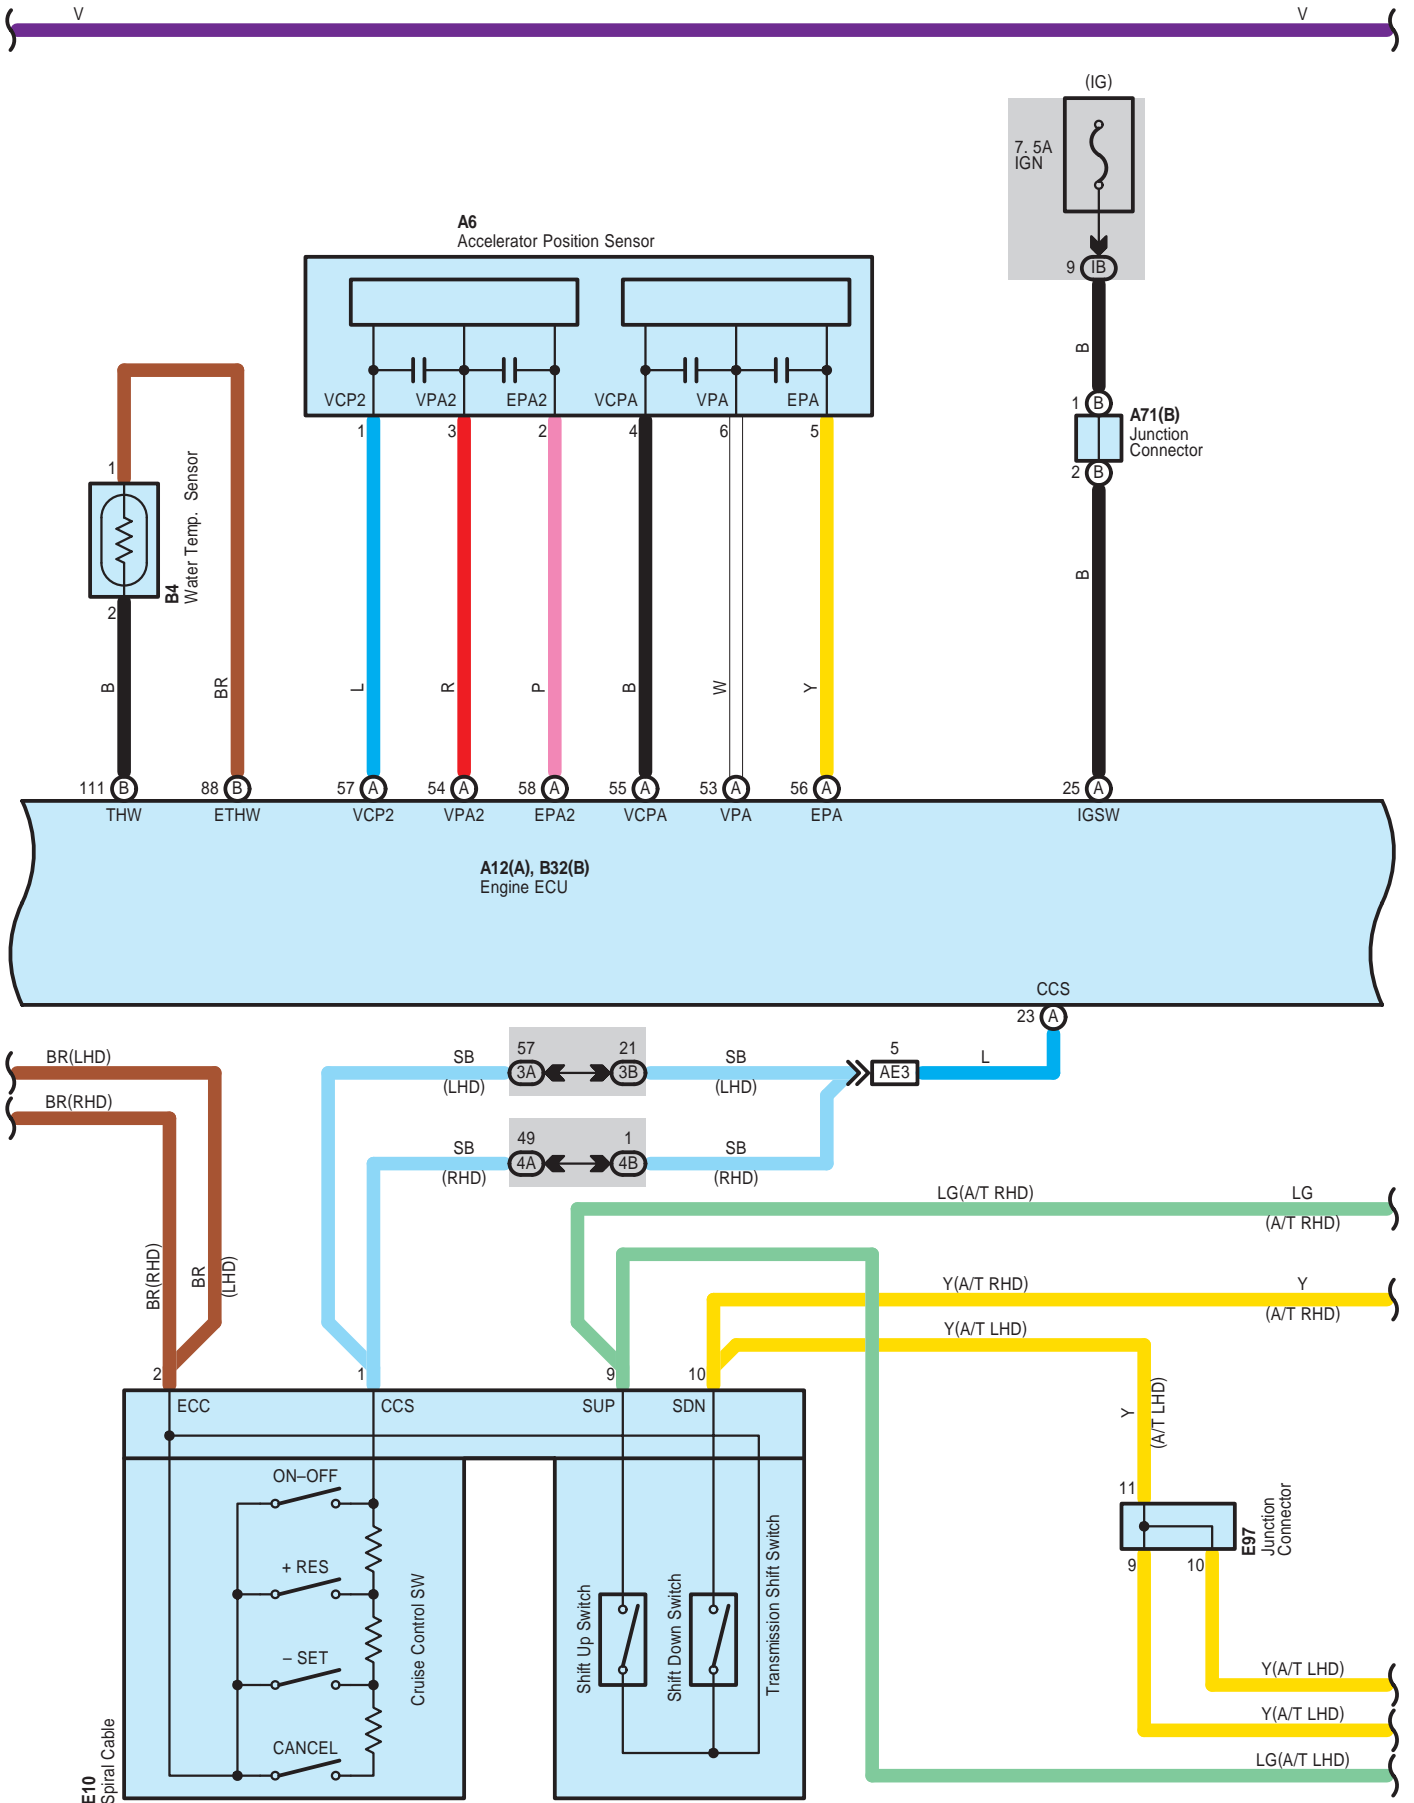 V
V
(IG)
7. 5A
IGN
9 IB
A6
Accelerator Position Sensor
B
1 B
A71(B)
Junction
Connector
2 B
VCP2 VPA2 EPA2 VCPA VPA EPA
1 3 2 4 6 5
1
B4
Water Temp. Sensor
2
B
BR
B
L
R
P
B
W
Y
111 B
88 B
57 A
54 A
58 A
55 A
53 A
56 A
25 A
THW ETHW VCP2 VPA2 EPA2 VCPA VPA EPA IGSW
A12(A), B32(B)
Engine ECU
CCS
23 A
BR(LHD)
SB
(LHD)
57
3A
21
3B
SB
(LHD)
5
AE3
L
BR(RHD)
SB
(RHD)
49
4A
1
4B
SB
(RHD)
LG(A/T RHD)
LG
(A/T RHD)
BR(RHD)
BR
(LHD)
Y(A/T RHD)
Y
(A/T RHD)
Y(A/T LHD)
2 1 9 10
ECC CCS SUP SDN
Y
(A/T LHD)
ON–OFF
+ RES
– SET
CANCEL
Cruise Control SW
Shift Up Switch
Shift Down Switch
Transmission Shift Switch
11
E97
Junction
Connector
9 10
Y(A/T LHD)
Y(A/T LHD)
LG(A/T LHD)
E10
Spiral Cable